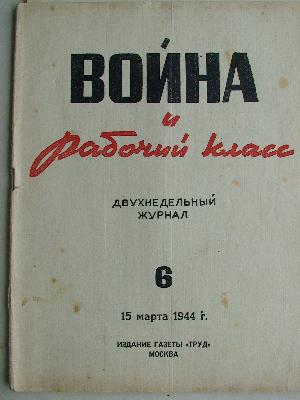 ВОЙНА
и
рабочий класс
ДВУХНЕДЕЛЬНЫЙ
ЖУРНАЛ
6
15 марта 1944 г.
ИЗДАНИЕ ГАЗЕТЫ «ТРУД»
МОСКВА